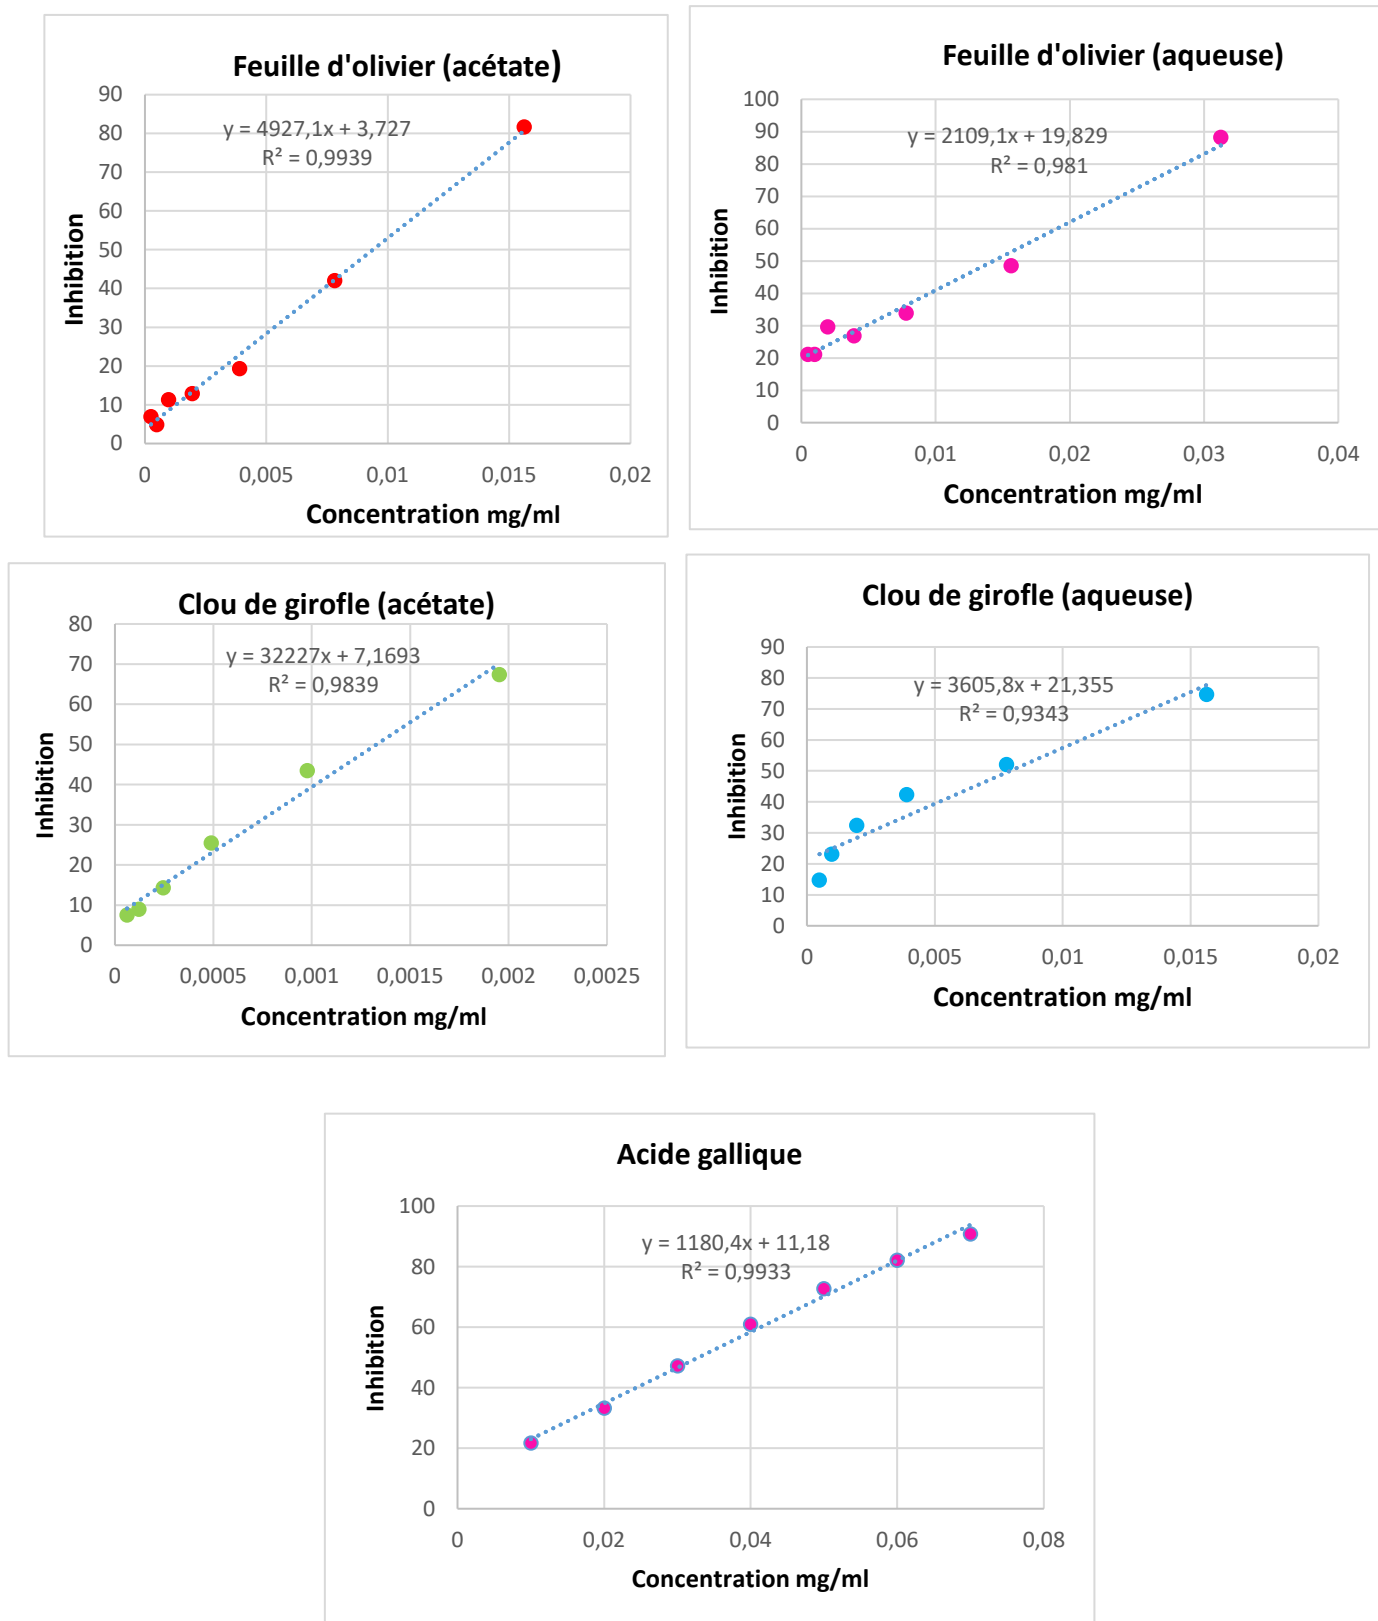 Feuille d'olivier (acétate)
y = 4927,1x + 3,727
R² = 0,9939
90
80
70
60
50
40
30
20
10
0
Inhibition
0 0,005 0,01 0,015 0,02
Concentration mg/ml
Feuille d'olivier (aqueuse)
y = 2109,1x + 19,829
R² = 0,981
100
90
80
70
60
50
40
30
20
10
0
Inhibition
0 0,01 0,02 0,03 0,04
Concentration mg/ml
Clou de girofle (acétate)
y = 32227x + 7,1693
R² = 0,9839
80
70
60
50
40
30
20
10
0
Inhibition
0 0,0005 0,001 0,0015 0,002 0,0025
Concentration mg/ml
Clou de girofle (aqueuse)
y = 3605,8x + 21,355
R² = 0,9343
90
80
70
60
50
40
30
20
10
0
Inhibition
0 0,005 0,01 0,015 0,02
Concentration mg/ml
Acide gallique
y = 1180,4x + 11,18
R² = 0,9933
100
80
60
40
20
0
Inhibition
0 0,02 0,04 0,06 0,08
Concentration mg/ml